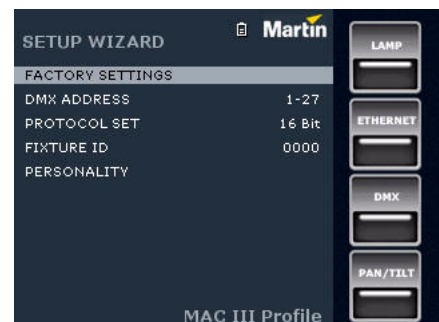 SETUP WIZARD
Martin
FACTORY SETTINGS
DMX ADDRESS 1-27
PROTOCOL SET 16 Bit
FIXTURE ID 0000
PERSONALITY
MAC III Profile
LAMP
ETHERNET
DMX
PAN/TILT